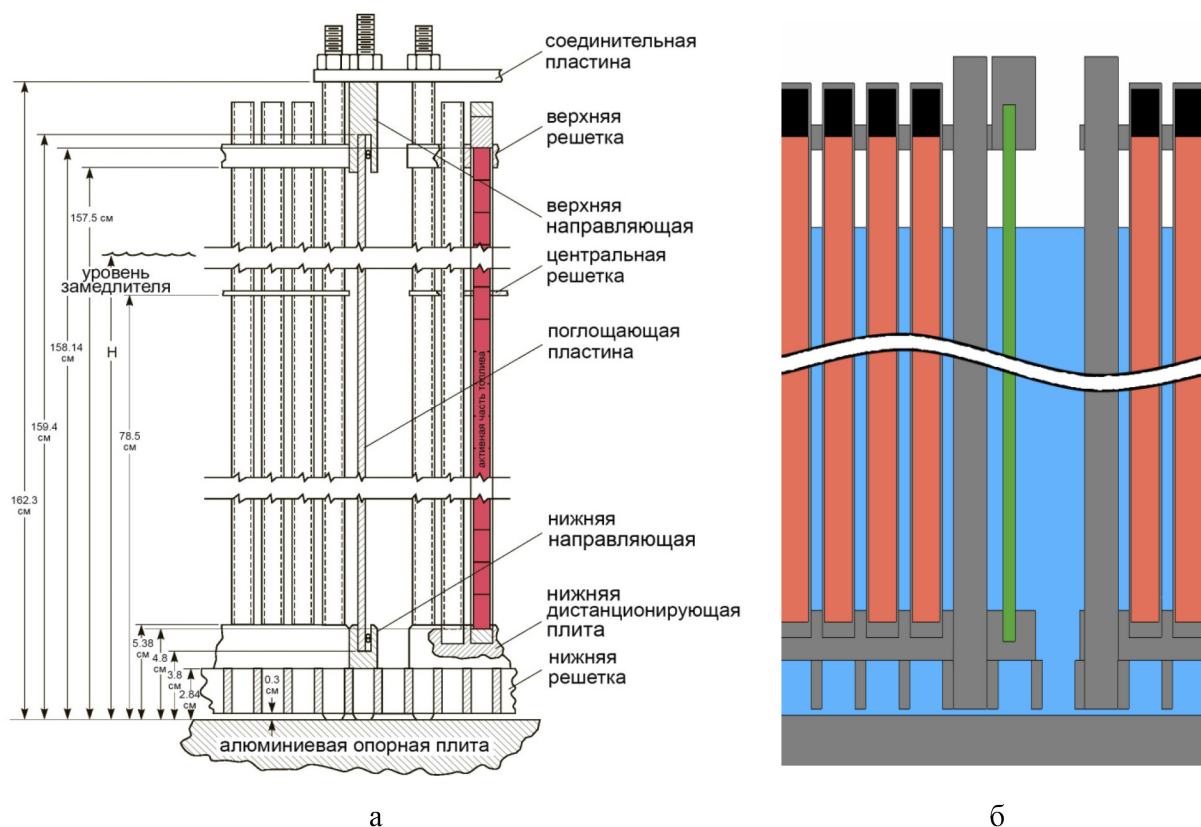 соединительная
пластина
верхняя
решетка
верхняя
направляющая
центральная
решетка
поглощающая
пластина
нижняя
направляющая
нижняя
дистанционирующая
плита
нижняя
решетка
157.5 см
уровень
замедлителя
158.14
см
H
активная часть топлива
159.4
см
78.5
см
162.3
см
5.38
см
4.8
см
3.8
см
2.84
см
0.3
см
алюминиевая опорная плита
а
б